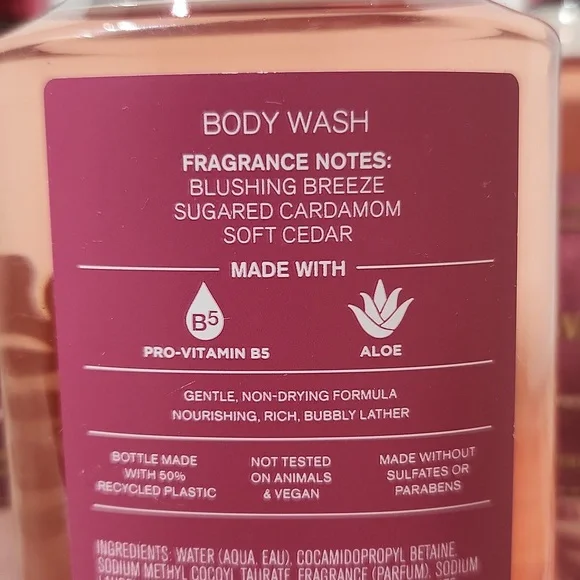 BODY WASH
FRAGRANCE NOTES:
BLUSHING BREEZE
SUGARED CARDAMOM
SOFT CEDAR
MADE WITH
B5
PRO-VITAMIN B5
ALOE
GENTLE, NON-DRYING FORMULA
NOURISHING, RICH, BUBBLY LATHER
BOTTLE MADE
WITH 50%
RECYCLED PLASTIC
NOT TESTED
ON ANIMALS
& VEGAN
MADE WITHOUT
SULFATES OR
PARABENS
INGREDIENTS: WATER (AQUA, EAU), COCAMIDOPROPYL BETAINE,
SODIUM METHYL COCOYL TAURATE, FRAGRANCE (PARFUM), SODIUM